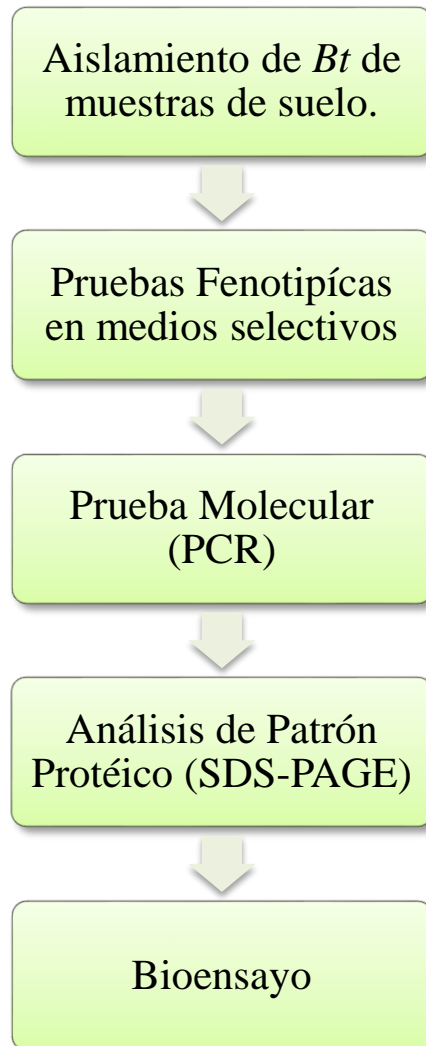 Aislamiento de Bt de
muestras de suelo.
Pruebas Fenotipícas
en medios selectivos
Prueba Molecular
(PCR)
Análisis de Patrón
Protéico (SDS-PAGE)
Bioensayo